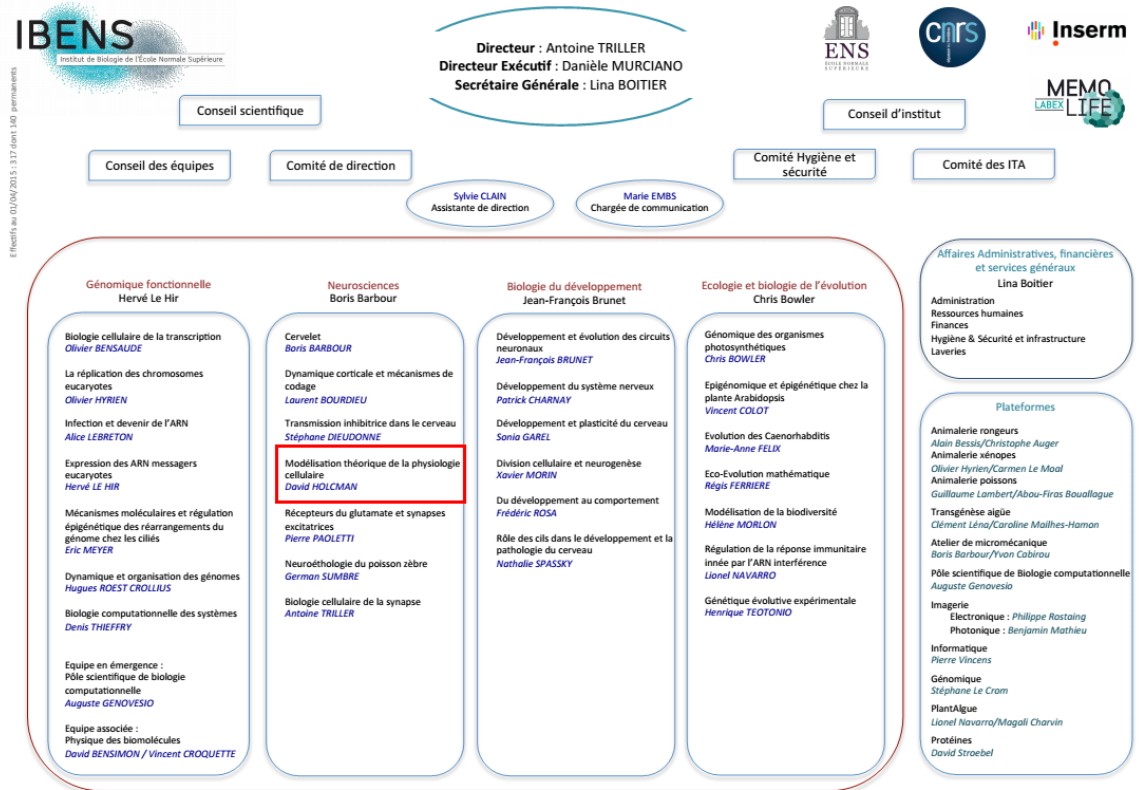 IBENS
Institut de Biologie de l'École Normale Supérieure
Directeur : Antoine TRILLER
Directeur Exécutif : Danièle MURCIANO
Secrétaire Générale : Lina BOITIER
ENS
ÉCOLE NORMALE
SUPÉRIEURE
cnrs
Inserm
MEMO
LABEX LIFE
Effectifs au 01/04/2015 : 317 dont 140 permanents
Conseil scientifique
Conseil d'institut
Conseil des équipes
Comité de direction
Comité Hygiène et
sécurité
Comité des ITA
Sylvie CLAIN
Assistante de direction
Marie EMBS
Chargée de communication
Génomique fonctionnelle
Hervé Le Hir
Biologie cellulaire de la transcription
Olivier BENSAUDE
La réplication des chromosomes
eucaryotes
Olivier HYRIEN
Infection et devenir de l'ARN
Alice LEBRETON
Expression des ARN messagers
eucaryotes
Hervé LE HIR
Mécanismes moléculaires et régulation
épigénétique des réarrangements du
génome chez les ciliés
Eric MEYER
Dynamique et organisation des génomes
Hugues ROEST CROLLIUS
Biologie computationnelle des systèmes
Denis THIEFFRY
Equipe en émergence :
Pôle scientifique de biologie
computationnelle
Auguste GENOVESIO
Equipe associée :
Physique des biomolécules
David BENSIMON / Vincent CROQUETTE
Neurosciences
Boris Barbour
Cervelet
Boris BARBOUR
Dynamique corticale et mécanismes de
codage
Laurent BOURDIEU
Transmission inhibitrice dans le cerveau
Stéphane DIEUDONNE
Modélisation théorique de la physiologie
cellulaire
David HOLCMAN
Récepteurs du glutamate et synapses
excitatrices
Pierre PAOLETTI
Neuroéthologie du poisson zèbre
German SUMBRE
Biologie cellulaire de la synapse
Antoine TRILLER
Biologie du développement
Jean-François Brunet
Développement et évolution des circuits
neuronaux
Jean-François BRUNET
Développement du système nerveux
Patrick CHARNAY
Développement et plasticité du cerveau
Sonia GAREL
Division cellulaire et neurogenèse
Xavier MORIN
Du développement au comportement
Frédéric ROSA
Rôle des cils dans le développement et la
pathologie du cerveau
Nathalie SPASSKY
Ecologie et biologie de l'évolution
Chris Bowler
Génomique des organismes
photosynthétiques
Chris BOWLER
Epigénomique et épigénétique chez la
plante Arabidopsis
Vincent COLOT
Evolution des Caenorhabditis
Marie-Anne FELIX
Eco-Evolution mathématique
Régis FERRIERE
Modélisation de la biodiversité
Hélène MORLON
Régulation de la réponse immunitaire
innée par l'ARN interférence
Lionel NAVARRO
Génétique évolutive expérimentale
Henrique TEOTONIO
Affaires Administratives, financières
et services généraux
Lina Boitier
Administration
Ressources humaines
Finances
Hygiène & Sécurité et infrastructure
Laveries
Plateformes
Animalerie rongeurs
Alain Bessis/Christophe Auger
Animalerie xénopes
Olivier Hyrien/Carmen Le Moal
Animalerie poissons
Guillaume Lambert/Abou-Firas Bouallague
Transgénèse aigüe
Clément Léna/Caroline Mailhes-Hamon
Atelier de micromécanique
Boris Barbour/Yvon Cabirou
Pôle scientifique de Biologie computationnelle
Auguste Genovesio
Imagerie
Electronique : Philippe Rostaing
Photonique : Benjamin Mathieu
Informatique
Pierre Vincens
Génomique
Stéphane Le Crom
PlantAlgue
Lionel Navarro/Magali Charvin
Protéines
David Stroebel